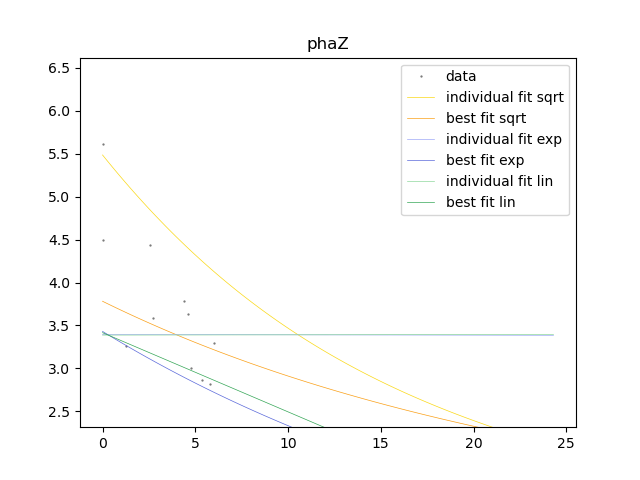 phaZ
6.5
6.0
5.5
5.0
4.5
4.0
3.5
3.0
2.5
0
5
10
15
20
25
data
individual fit sqrt
best fit sqrt
individual fit exp
best fit exp
individual fit lin
best fit lin